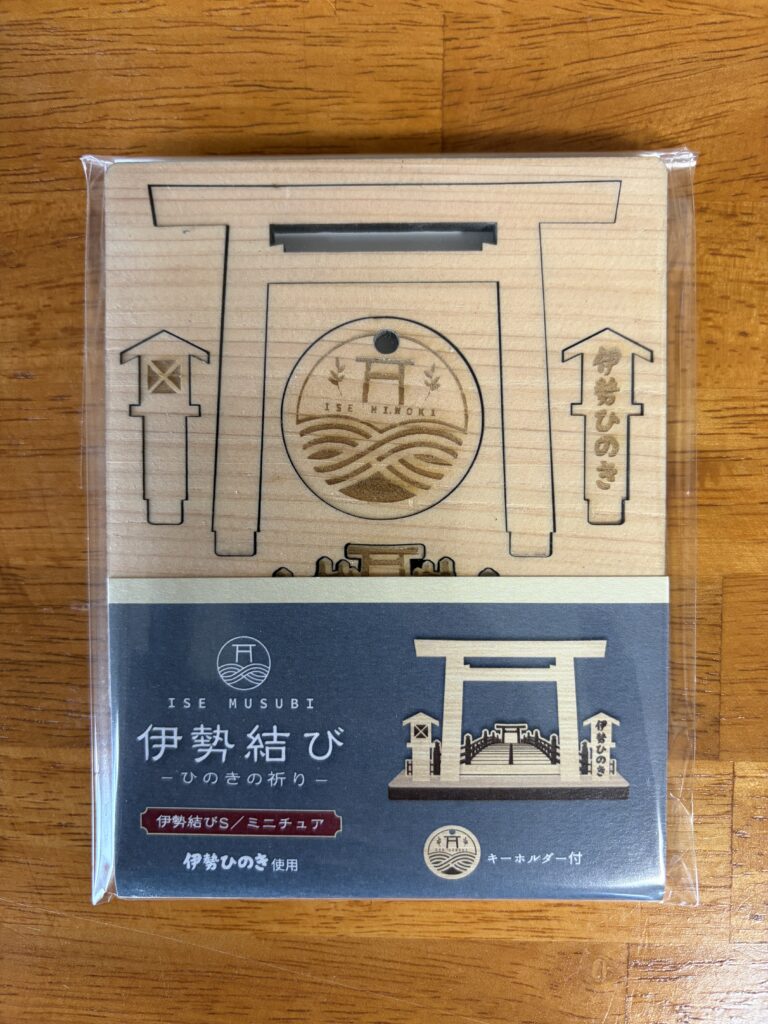 ISE HINOKI
伊勢ひのき
ISE MUSUBI
伊勢結び
−ひのきの祈り−
伊勢結びS／ミニチュア
伊勢ひのき使用
伊勢ひのき
キーホルダー付